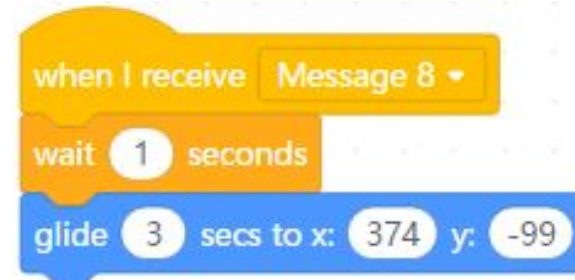 when I receive Message 8
wait 1 seconds
glide 3 secs to x: 374 y: -99